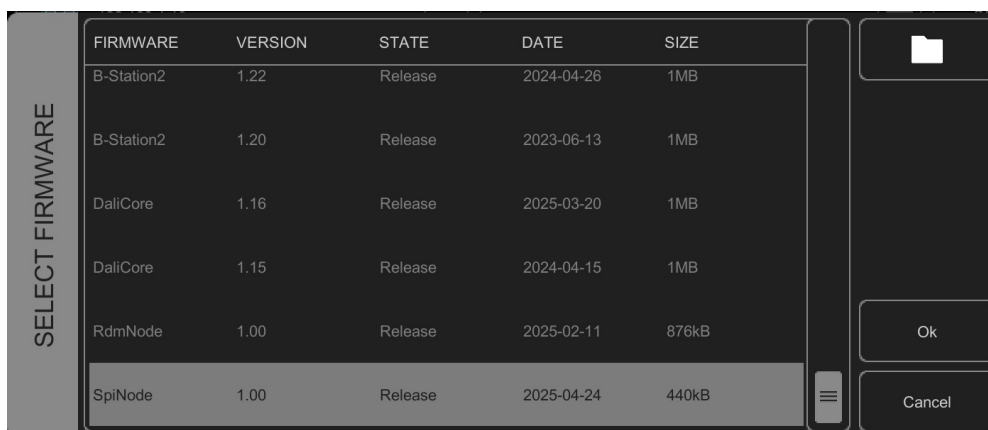 SELECT FIRMWARE
FIRMWARE VERSION STATE DATE SIZE
B-Station2 1.22 Release 2024-04-26 1MB
B-Station2 1.20 Release 2023-06-13 1MB
DaliCore 1.16 Release 2025-03-20 1MB
DaliCore 1.15 Release 2024-04-15 1MB
RdmNode 1.00 Release 2025-02-11 876kB
SpiNode 1.00 Release 2025-04-24 440kB
Ok
Cancel